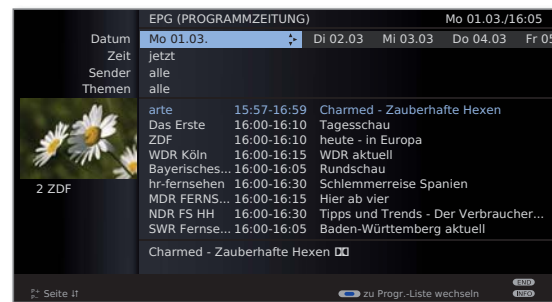 EPG (PROGRAMMZEITUNG) Mo 01.03./16:05
Datum Mo 01.03. Di 02.03 Mi 03.03 Do 04.03 Fr 05
Zeit jetzt
Sender alle
Themen alle
arte 15:57-16:59 Charmed - Zauberhafte Hexen
Das Erste 16:00-16:10 Tagesschau
ZDF 16:00-16:10 heute - in Europa
WDR Köln 16:00-16:15 WDR aktuell
Bayerisches... 16:00-16:05 Rundschau
hr-fernsehen 16:00-16:30 Schlemmerreise Spanien
MDR FERNS... 16:00-16:15 Hier ab vier
NDR FS HH 16:00-16:30 Tipps und Trends - Der Verbraucher...
SWR Fernse... 16:00-16:05 Baden-Württemberg aktuell
2 ZDF
Charmed - Zauberhafte Hexen
P+ P- Seite
zu Progr.-Liste wechseln
END
INFO